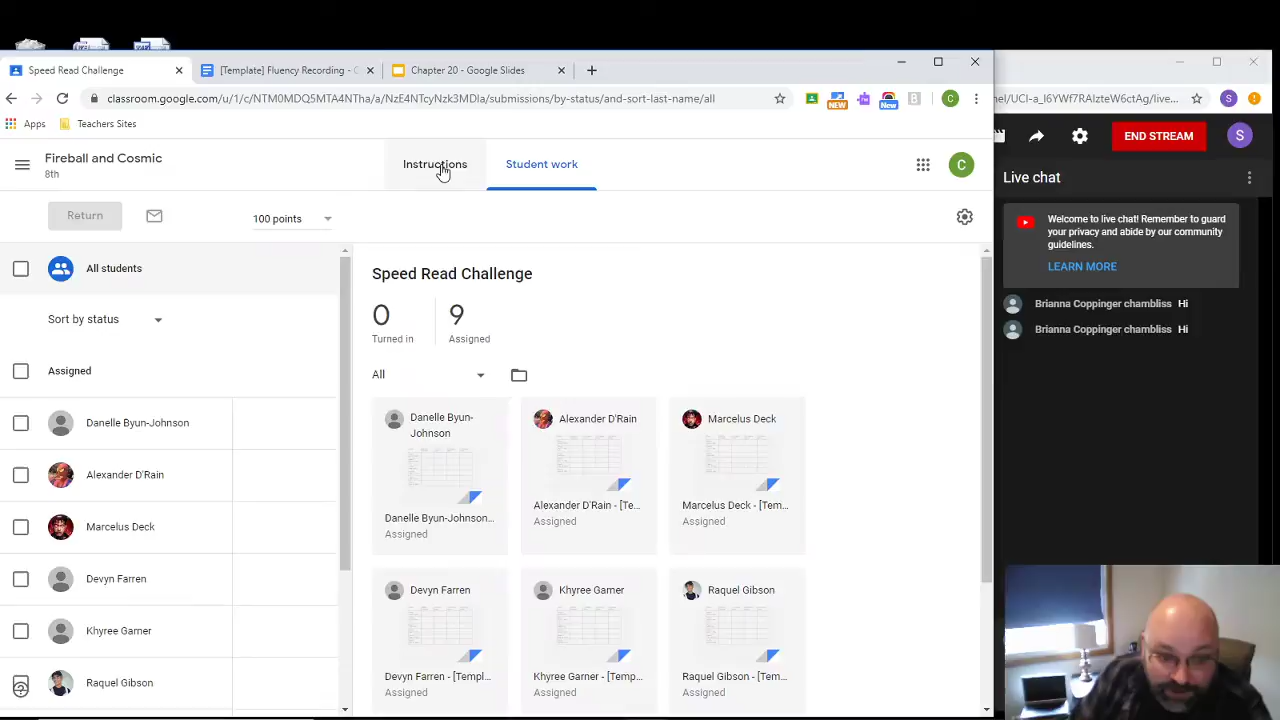 Speed Read Challenge
[Template] Fluency Recording - G
Chapter 20 - Google Slides
classroom.google.com/u/1/c/NTM0MDQ5MTA4NTha/a/NzE4NTcyNzk3MDla/submissions/by-status/and-sort-last-name/all
nel/UCI-a_I6YWf7RAIzteW6ctAg/live...
S
NEW
New
b
C
Apps
Teachers Sites
Fireball and Cosmic
8th
Instructions
Student work
C
END STREAM
S
Return
100 points
Live chat
Welcome to live chat! Remember to guard
your privacy and abide by our community
guidelines.
LEARN MORE
Brianna Coppinger chambliss Hi
Brianna Coppinger chambliss Hi
All students
Sort by status
Assigned
Danelle Byun-Johnson
Alexander D'Rain
Marcelus Deck
Devyn Farren
Khyree Garner
Raquel Gibson
Speed Read Challenge
0
Turned in
9
Assigned
All
Danelle Byun-
Johnson
Danelle Byun-Johnson...
Assigned
Alexander D'Rain
Alexander D'Rain - [Te...
Assigned
Marcelus Deck
Marcelus Deck - [Tem...
Assigned
Devyn Farren
Devyn Farren - [Templ...
Assigned
Khyree Garner
Khyree Garner - [Temp...
Assigned
Raquel Gibson
Raquel Gibson - [Tem...
Assigned